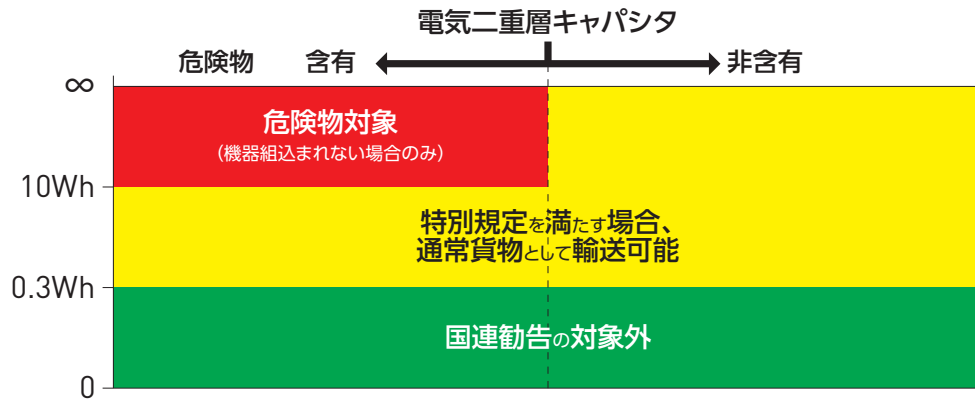 電気二重層キャパシタ
危険物 含有 非含有
∞
危険物対象
(機器組込まれない場合のみ)
10Wh
特別規定を満たす場合、
通常貨物として輸送可能
0.3Wh
国連勧告の対象外
0